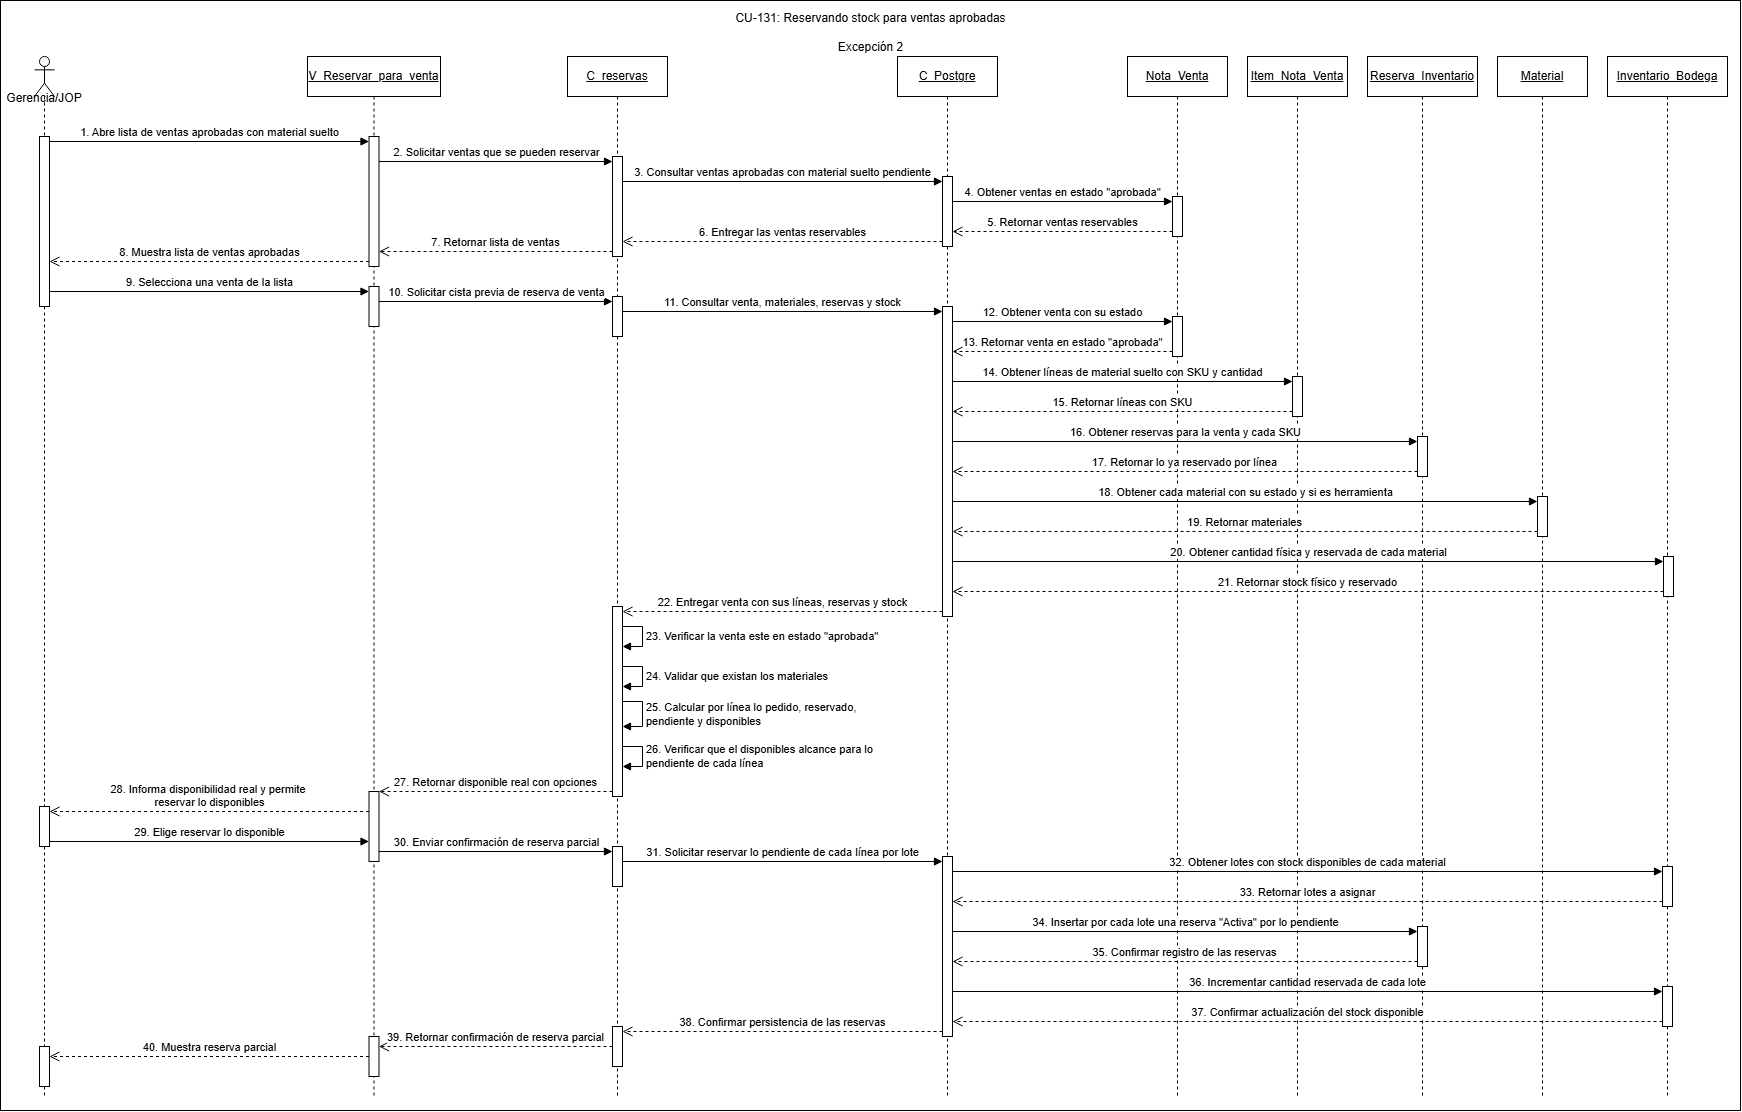 CU-131: Reservando stock para ventas aprobadas
Excepción 2
Gerencia/JOP
V_Reservar_para_venta
C_reservas
C_Postgre
Nota_Venta
Item_Nota_Venta
Reserva_Inventario
Material
Inventario_Bodega
1. Abre lista de ventas aprobadas con material suelto
2. Solicitar ventas que se pueden reservar
3. Consultar ventas aprobadas con material suelto pendiente
4. Obtener ventas en estado "aprobada"
5. Retornar ventas reservables
6. Entregar las ventas reservables
7. Retornar lista de ventas
8. Muestra lista de ventas aprobadas
9. Selecciona una venta de la lista
10. Solicitar cista previa de reserva de venta
11. Consultar venta, materiales, reservas y stock
12. Obtener venta con su estado
13. Retornar venta en estado "aprobada"
14. Obtener líneas de material suelto con SKU y cantidad
15. Retornar líneas con SKU
16. Obtener reservas para la venta y cada SKU
17. Retornar lo ya reservado por línea
18. Obtener cada material con su estado y si es herramienta
19. Retornar materiales
20. Obtener cantidad física y reservada de cada material
21. Retornar stock físico y reservado
22. Entregar venta con sus líneas, reservas y stock
23. Verificar la venta este en estado "aprobada"
24. Validar que existan los materiales
25. Calcular por línea lo pedido, reservado,
pendiente y disponibles
26. Verificar que el disponibles alcance para lo
pendiente de cada línea
27. Retornar disponible real con opciones
28. Informa disponibilidad real y permite
reservar lo disponibles
29. Elige reservar lo disponible
30. Enviar confirmación de reserva parcial
31. Solicitar reservar lo pendiente de cada línea por lote
32. Obtener lotes con stock disponibles de cada material
33. Retornar lotes a asignar
34. Insertar por cada lote una reserva "Activa" por lo pendiente
35. Confirmar registro de las reservas
36. Incrementar cantidad reservada de cada lote
37. Confirmar actualización del stock disponible
38. Confirmar persistencia de las reservas
39. Retornar confirmación de reserva parcial
40. Muestra reserva parcial